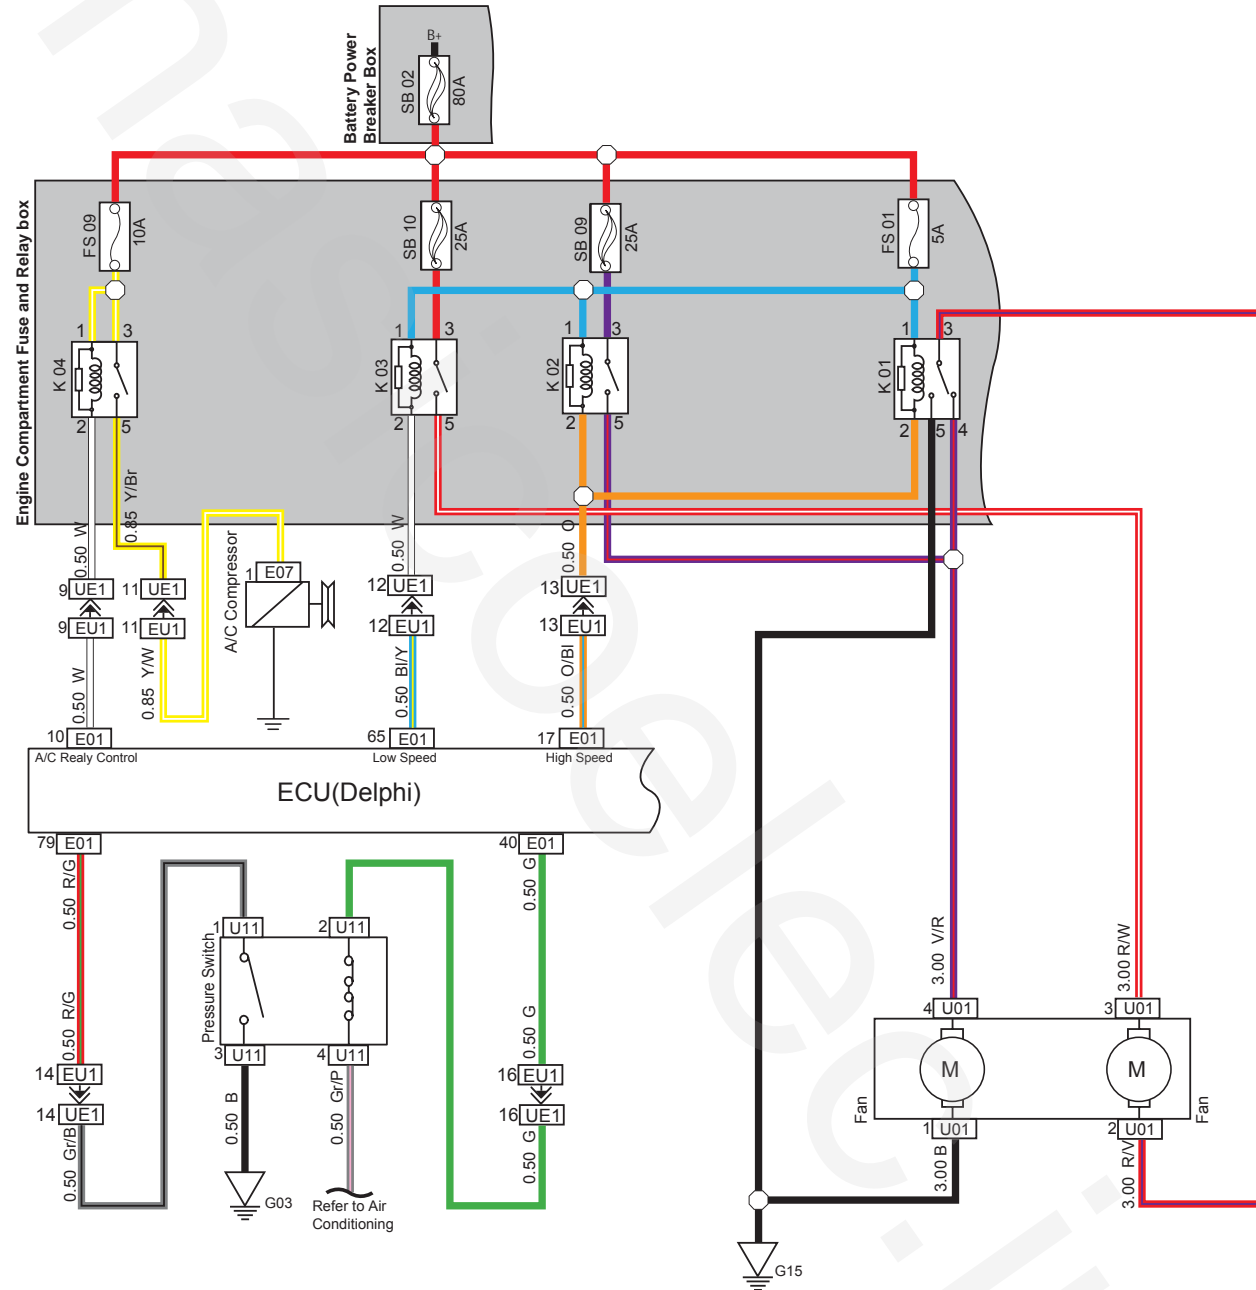 Battery Power
Breaker Box
B+
SB 02
80A
Engine Compartment Fuse and Relay box
FS 09
10A
SB 10
25A
SB 09
25A
FS 01
5A
1 3
K 04
2 5
1 3
K 03
2 5
1 3
K 02
2 5
1 3
K 01
2 5 4
0.50 W
0.85 Y/Br
0.50 W
0.50 O
9 UE1
11 UE1
12 UE1
13 UE1
9 EU1
11 EU1
12 EU1
13 EU1
A/C Compressor
1 E07
0.50 W
0.85 Y/W
0.50 Bl/Y
0.50 O/Bl
10 E01
65 E01
17 E01
A/C Realy Control
Low Speed
High Speed
ECU(Delphi)
79 E01
40 E01
0.50 R/G
0.50 G
1 U11
2 U11
Pressure Switch
3 U11
4 U11
0.50 R/G
0.50 G
14 EU1
16 EU1
14 UE1
16 UE1
0.50 Gr/B
0.50 B
0.50 Gr/P
0.50 G
G03
Refer to Air
Conditioning
3.00 V/R
3.00 R/W
4 U01
3 U01
M
M
Fan
Fan
1 U01
2 U01
3.00 B
3.00 R/V
G15